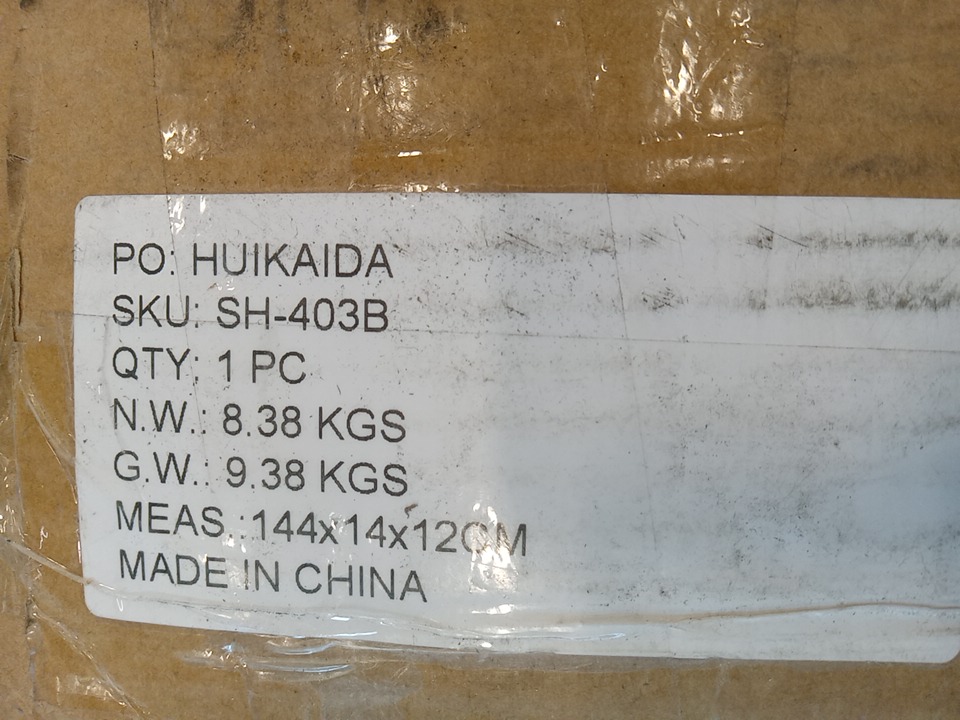 PO: HUIKAIDA
SKU: SH-403B
QTY: 1 PC
N.W.: 8.38 KGS
G.W.: 9.38 KGS
MEAS.:144x14x12CM
MADE IN CHINA